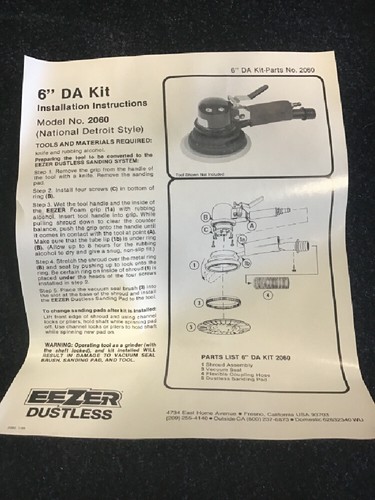 6" DA Kit
Installation Instructions
Model No. 2060
(National Detroit Style)
TOOLS AND MATERIALS REQUIRED:
knife and rubbing alcohol.
Preparing the tool to be converted to the
EEZER DUSTLESS SANDING SYSTEM:
Step 1. Remove the grip from the handle of
the tool with a knife. Remove the sanding
pad.
Step 2. Install four screws (C) in bottom of
ring (B).
Step 3. Wet the tool handle and the inside of
the EEZER Foam grip (1a) with rubbing
alcohol. Insert tool handle into grip. While
pulling shroud down to clear the counter
balance, push the grip onto the handle until
it comes in contact with the tool at point (A).
Make sure that the tube lip (1b) is under ring
(B). (Allow up to 8 hours for the rubbing
alcohol to dry and give a snug, non-slip fit.)
Step 4. Stretch the shroud over the metal ring
(B) and seat by pushing up to lock onto the
ring. Be certain ring on inside of shroud (1) is
placed under the heads of the four screws
installed in step 2.
Step 5. Place the vacuum seal brush (3) into
the slot at the base of the shroud and install
the EEZER Dustless Sanding Pad to the tool.
To change sanding pads after kit is installed:
Lift front edge of shroud and using channel
locks or pliers, hold shaft while spinning pad
off. Use channel locks or pliers to hold shaft
while spinning new pad on.
WARNING: Operating tool as a grinder (with
the shaft locked), and kit installed WILL
RESULT IN DAMAGE TO VACUUM SEAL
BRUSH, SANDING PAD, AND TOOL.
EEZER
DUSTLESS
6" DA Kit-Parts No. 2060
Tool Shown Not Included
B
C
A
1
3
4
5
PARTS LIST 6" DA KIT 2060
1 Shroud Assembly
3 Vacuum Seal
4 Flexible Coupling Hose
5 Dustless Sanding Pad
4734 East Home Avenue • Fresno, California USA 93703